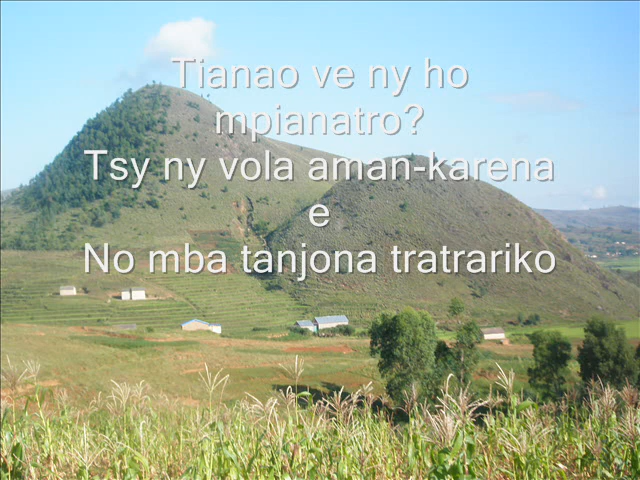 Tianao ve ny ho
mpianatro?
Tsy ny vola aman-karena
e
No mba tanjona tratrariko